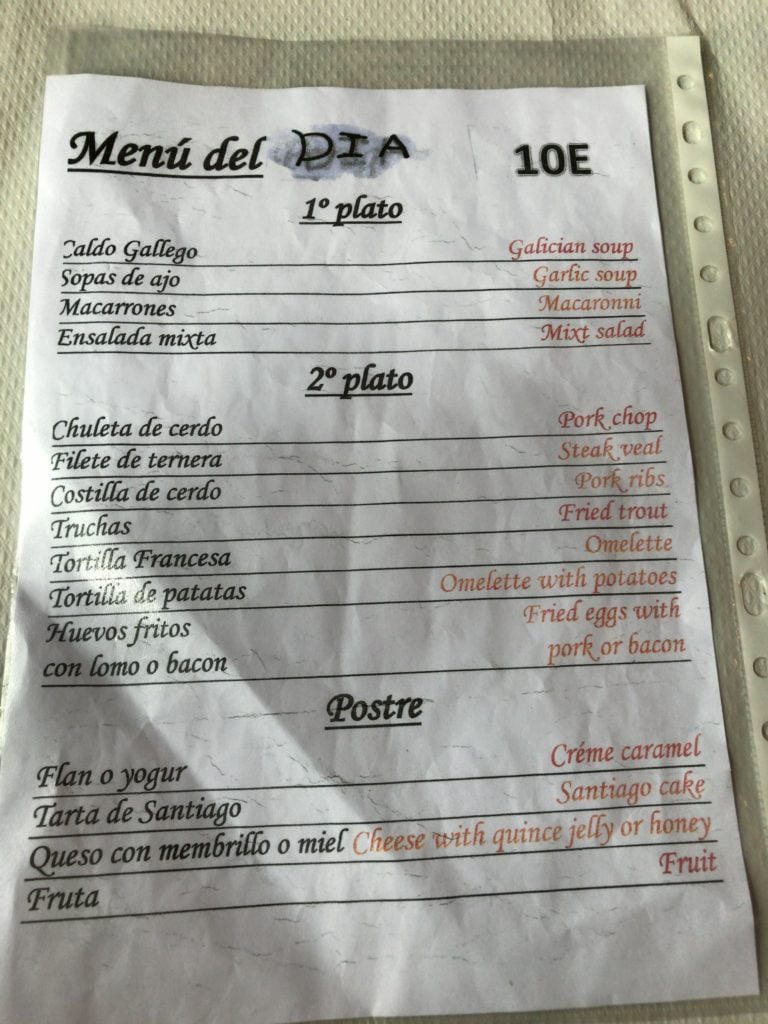 Menú del DIA 10E
1º plato
Caldo Gallego Galician soup
Sopas de ajo Garlic soup
Macarrones Macaronni
Ensalada mixta Mixt salad
2º plato
Chuleta de cerdo Pork chop
Filete de ternera Steak veal
Costilla de cerdo Pork ribs
Truchas Fried trout
Tortilla Francesa Omelette
Tortilla de patatas Omelette with potatoes
Huevos fritos Fried eggs with
con lomo o bacon pork or bacon
Postre
Flan o yogur Créme caramel
Tarta de Santiago Santiago cake
Queso con membrillo o miel Cheese with quince jelly or honey
Fruta Fruit